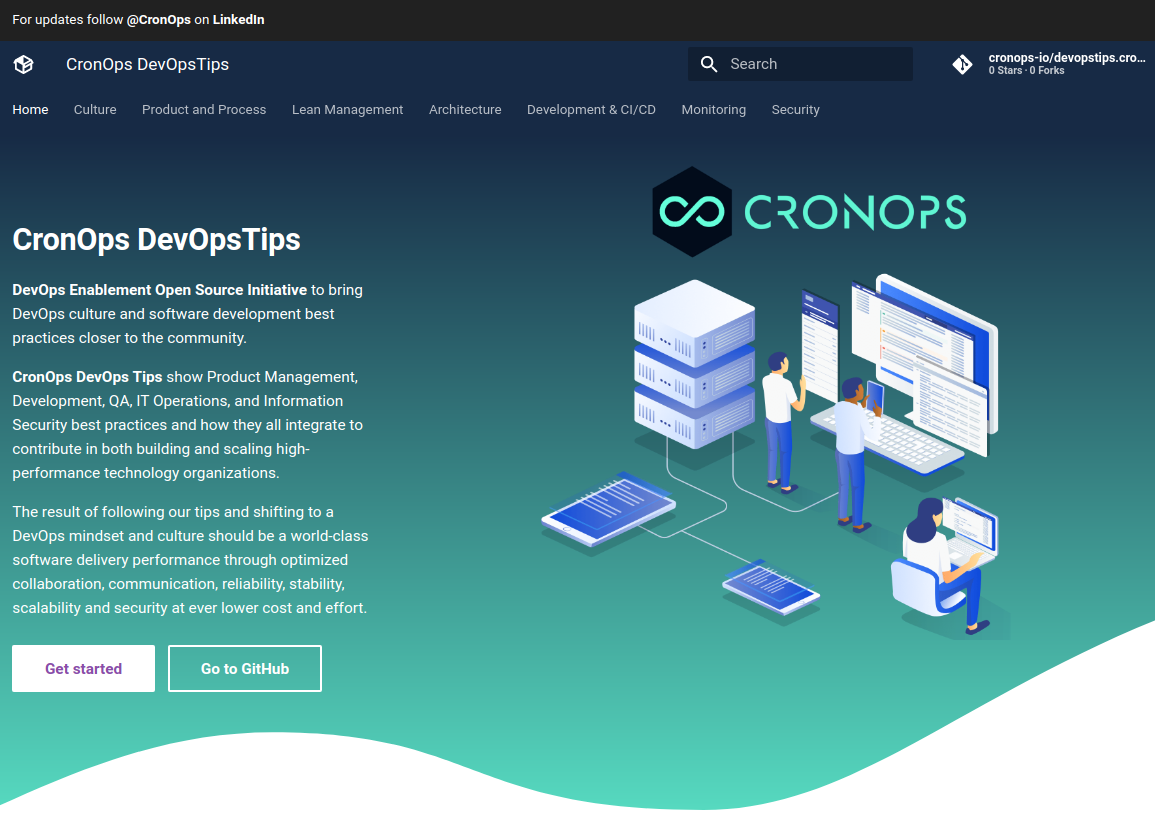 For updates follow @CronOps on LinkedIn
CronOps DevOpsTips
Search
cronops-io/devopstips.cro...
0 Stars · 0 Forks
Home Culture Product and Process Lean Management Architecture Development & CI/CD Monitoring Security
CRONOPS
CronOps DevOpsTips
DevOps Enablement Open Source Initiative to bring
DevOps culture and software development best
practices closer to the community.
CronOps DevOps Tips show Product Management,
Development, QA, IT Operations, and Information
Security best practices and how they all integrate to
contribute in both building and scaling high-
performance technology organizations.
The result of following our tips and shifting to a
DevOps mindset and culture should be a world-class
software delivery performance through optimized
collaboration, communication, reliability, stability,
scalability and security at ever lower cost and effort.
Get started
Go to GitHub